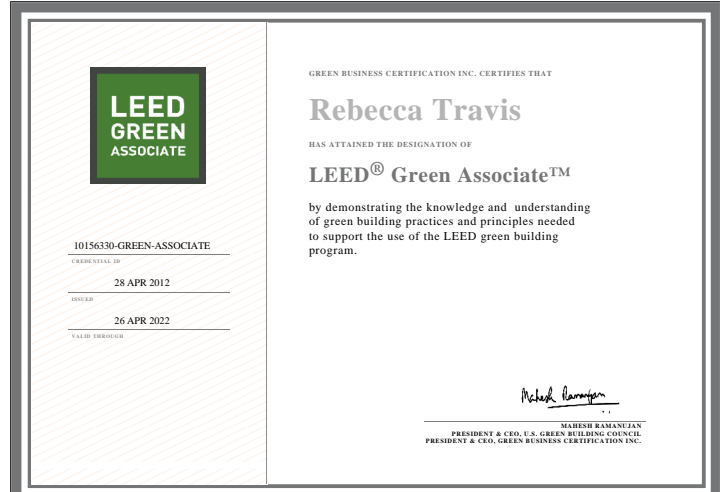 LEED
GREEN
ASSOCIATE
10156330-GREEN-ASSOCIATE
CREDENTIAL ID
28 APR 2012
ISSUED
26 APR 2022
VALID THROUGH
GREEN BUSINESS CERTIFICATION INC. CERTIFIES THAT
Rebecca Travis
HAS ATTAINED THE DESIGNATION OF
LEED® Green Associate™
by demonstrating the knowledge and understanding
of green building practices and principles needed
to support the use of the LEED green building
program.
Mahesh Ramanujan
MAHESH RAMANUJAN
PRESIDENT & CEO, U.S. GREEN BUILDING COUNCIL
PRESIDENT & CEO, GREEN BUSINESS CERTIFICATION INC.